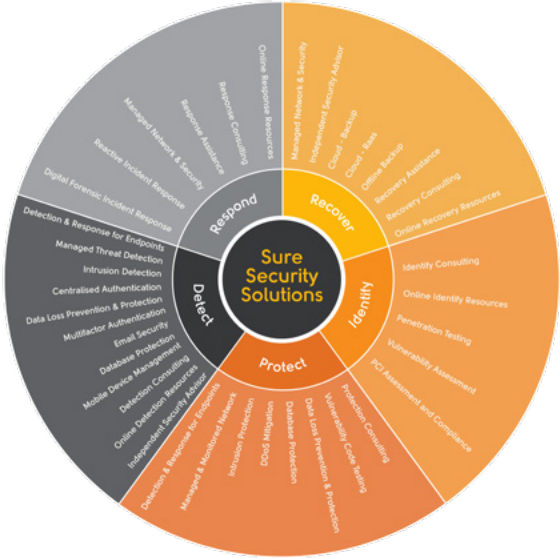 Sure
Security
Solutions
Recover
Managed Network & Security
Independent Security Advisor
Cloud - Backup
Cloud - Baas
Offline Backup
Recovery Assistance
Recovery Consulting
Online Recovery Resources
Identify
Identify Consulting
Online Identify Resources
Penetration Testing
Vulnerability Assessment
PCI Assessment and Compliance
Protect
Protection Consulting
Vulnerability Code Testing
Data Loss Prevention & Protection
Database Protection
DDoS Mitigation
Intrusion Protection
Managed & Monitored Network
Detection & Response for Endpoints
Detect
Independent Security Advisor
Online Detection Resources
Detection Consulting
Mobile Device Management
Database Protection
Email Security
Multifactor Authentication
Data Loss Prevention & Protection
Centralised Authentication
Intrusion Detection
Managed Threat Detection
Detection & Response for Endpoints
Respond
Digital Forensic Incident Response
Reactive Incident Response
Managed Network & Security
Response Assistance
Response Consulting
Online Response Resources